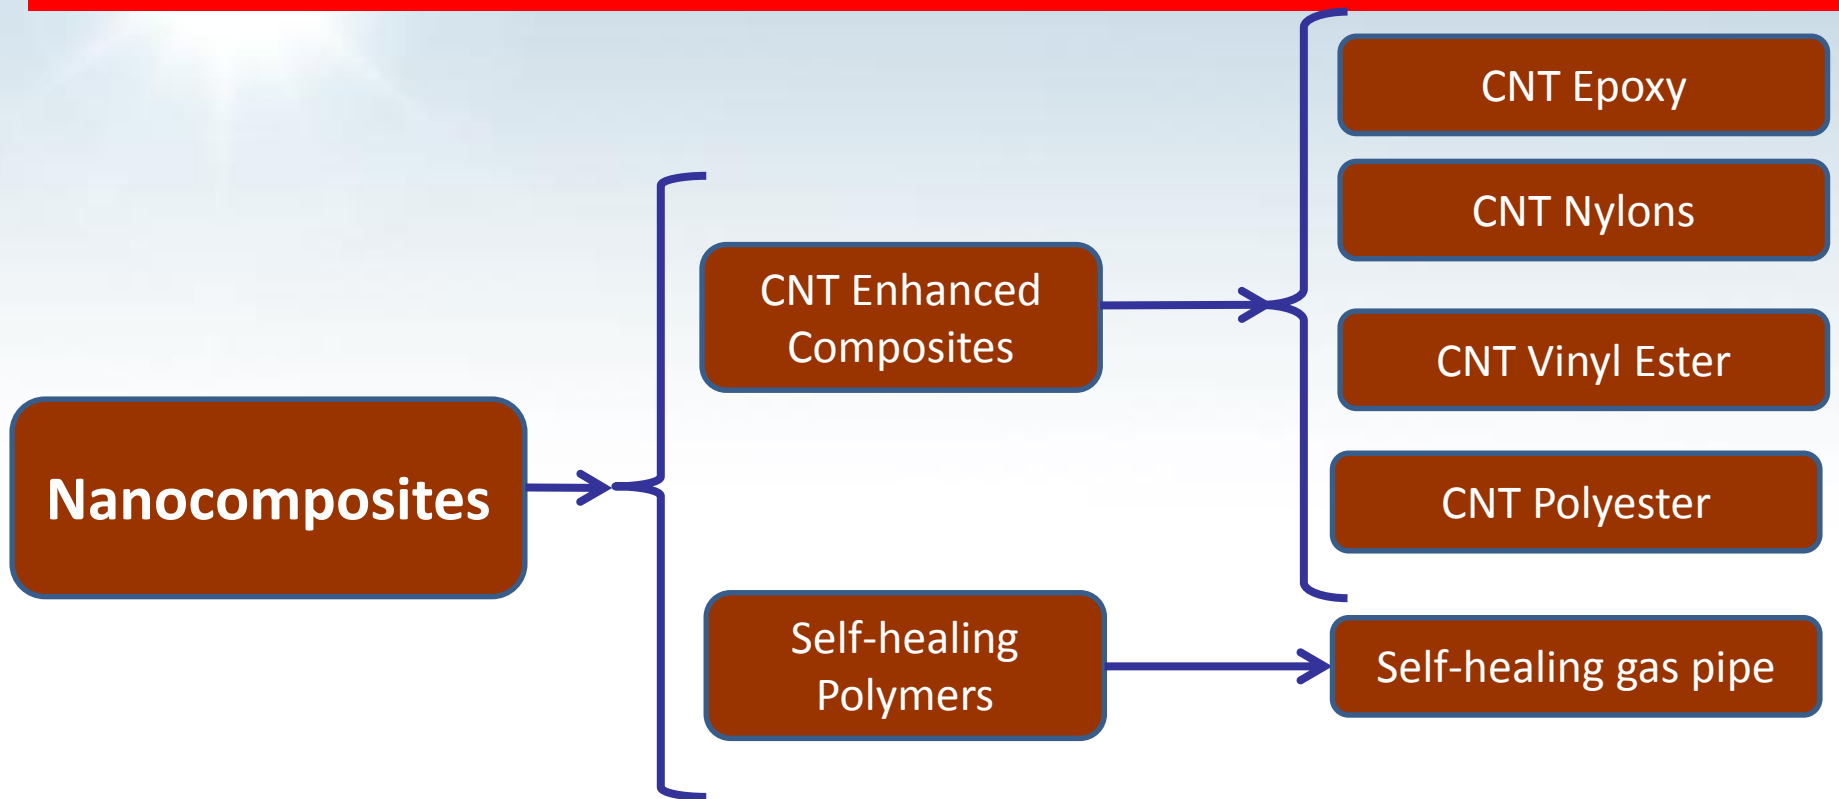 Nanocomposites
CNT Enhanced
Composites
Self-healing
Polymers
CNT Epoxy
CNT Nylons
CNT Vinyl Ester
CNT Polyester
Self-healing gas pipe